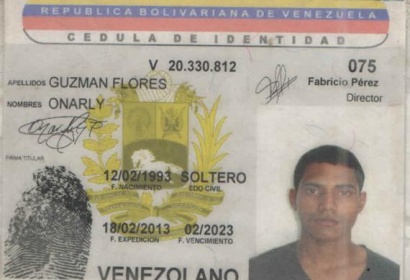 REPUBLICA BOLIVARIANA DE VENEZUELA
CEDULA DE IDENTIDAD
V 20.330.812 075
APELLIDOS GUZMAN FLORES Fabricio Pérez
NOMBRES ONARLY Director
FIRMA TITULAR
12/02/1993 SOLTERO
F. NACIMIENTO EDO CIVIL
18/02/2013 02/2023
F. EXPEDICION F. VENCIMIENTO
VENEZOLANO